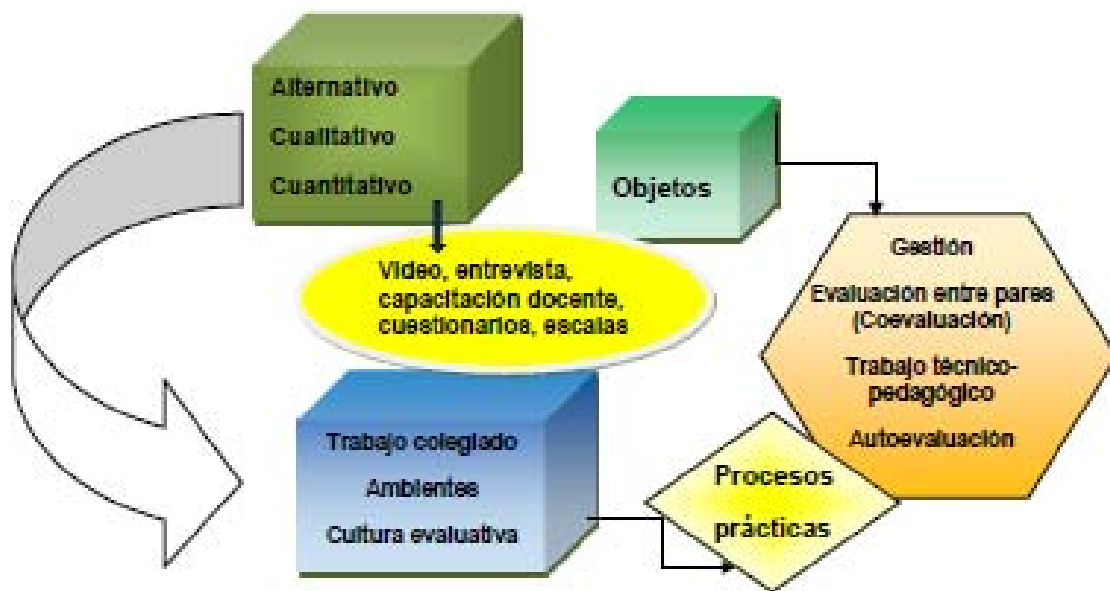 Alternativo
Cualitativo
Cuantitativo
Objetos
Video, entrevista,
capacitación docente,
cuestionarios, escalas
Gestión
Evaluación entre pares
(Coevaluación)
Trabajo técnico-
pedagógico
Autoevaluación
Trabajo colegiado
Ambientes
Cultura evaluativa
Procesos
prácticas